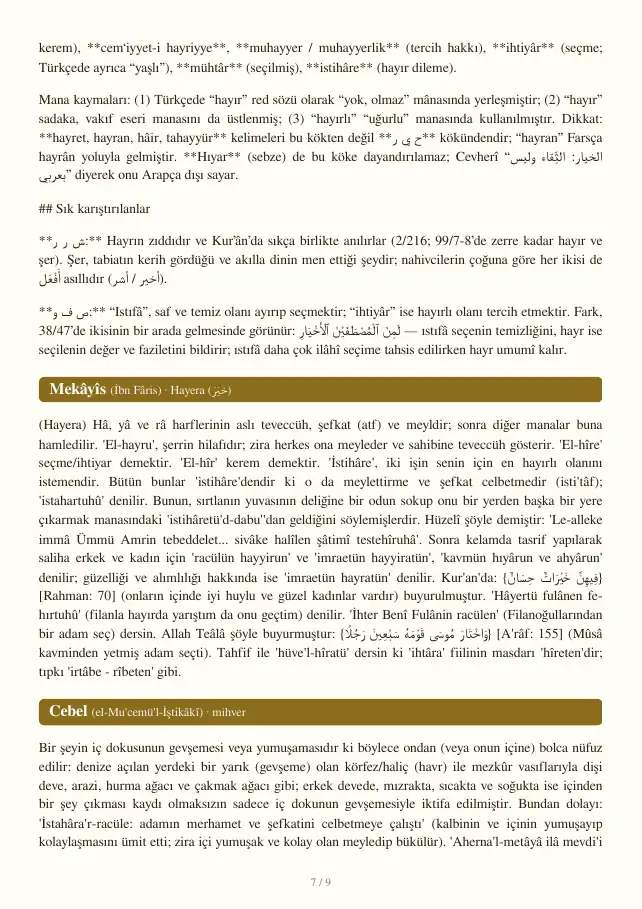 kerem), **cem‘iyyet-i hayriyye**, **muhayyer / muhayyerlik** (tercih hakkı), **ihtiyâr** (seçme;
Türkçede ayrıca “yaşlı”), **mühtâr** (seçilmiş), **istihâre** (hayır dileme).
Mana kaymaları: (1) Türkçede “hayır” red sözü olarak “yok, olmaz” mânasında yerleşmiştir; (2) “hayır”
sadaka, vakıf eseri manasını da üstlenmiş; (3) “hayırlı” “uğurlu” manasında kullanılmıştır. Dikkat:
**hayret, hayran, hâir, tahayyür** kelimeleri bu kökten değil **ح ي ر** kökündendir; “hayran” Farsça
hayrân yoluyla gelmiştir. **Hıyar** (sebze) de bu köke dayandırılamaz; Cevherî “الخيار: القِثاء وليس
بعربي” diyerek onu Arapça dışı sayar.
## Sık karıştırılanlar
**ش ر ر:** Hayrın zıddıdır ve Kur’ân’da sıkça birlikte anılırlar (2/216; 99/7-8’de zerre kadar hayır ve
şer). Şer, tabiatın kerih gördüğü ve akılla dinin men ettiği şeydir; nahivcilerin çoğuna göre her ikisi de
أَفْعَل asıllıdır (أخير / أشر).
**ص ف و:** “Istıfâ”, saf ve temiz olanı ayırıp seçmektir; “ihtiyâr” ise hayırlı olanı tercih etmektir. Fark,
38/47’de ikisinin bir arada gelmesinde görünür: لَمِنَ ٱلْمُصْطَفَيْنَ ٱلْأَخْيَارِ — ıstıfâ seçenin temizliğini, hayr ise
seçilenin değer ve faziletini bildirir; ıstıfâ daha çok ilâhî seçime tahsis edilirken hayr umumî kalır.
Mekâyîs (İbn Fâris) · Hayera (خَيَرَ)
(Hayera) Hâ, yâ ve râ harflerinin aslı teveccüh, şefkat (atf) ve meyldir; sonra diğer manalar buna
hamledilir. 'El-hayru', şerrin hilafıdır; zira herkes ona meyleder ve sahibine teveccüh gösterir. 'El-hîre'
seçme/ihtiyar demektir. 'El-hîr' kerem demektir. 'İstihâre', iki işin senin için en hayırlı olanını
istemendir. Bütün bunlar 'istihâre'dendir ki o da meylettirme ve şefkat celbetmedir (isti'tâf);
'istahartuhû' denilir. Bunun, sırtlanın yuvasının deliğine bir odun sokup onu bir yerden başka bir yere
çıkarmak manasındaki 'istihâretü'd-dabu''dan geldiğini söylemişlerdir. Hüzelî şöyle demiştir: 'Le-alleke
immâ Ümmü Amrin tebeddelet... sivâke halîlen şâtimî testehîruhâ'. Sonra kelamda tasrif yapılarak
saliha erkek ve kadın için 'racülün hayyirun' ve 'imraetün hayyiratün', 'kavmün hıyârun ve ahyârun'
denilir; güzelliği ve alımlılığı hakkında ise 'imraetün hayratün' denilir. Kur'an'da: {فِيهِنَّ خَيْرَاتٌ حِسَانٌ}
[Rahman: 70] (onların içinde iyi huylu ve güzel kadınlar vardır) buyurulmuştur. 'Hâyertü fulânen fe-
hırtuhû' (filanla hayırda yarıştım da onu geçtim) denilir. 'İhter Benî Fulânin racülen' (Filanoğullarından
bir adam seç) dersin. Allah Teâlâ şöyle buyurmuştur: {وَاخْتَارَ مُوسَى قَوْمَهُ سَبْعِينَ رَجُلًا} [A'râf: 155] (Mûsâ
kavminden yetmiş adam seçti). Tahfif ile 'hüve'l-hîratü' dersin ki 'ihtâra' fiilinin masdarı 'hîreten'dir;
tıpkı 'irtâbe - rîbeten' gibi.
Cebel (el-Mu'cemü'l-İştikâkî) · mihver
Bir şeyin iç dokusunun gevşemesi veya yumuşamasıdır ki böylece ondan (veya onun içine) bolca nüfuz
edilir: denize açılan yerdeki bir yarık (gevşeme) olan körfez/haliç (havr) ile mezkûr vasıflarıyla dişi
deve, arazi, hurma ağacı ve çakmak ağacı gibi; erkek devede, mızrakta, sıcakta ve soğukta ise içinden
bir şey çıkması kaydı olmaksızın sadece iç dokunun gevşemesiyle iktifa edilmiştir. Bundan dolayı:
'İstahâra'r-racüle: adamın merhamet ve şefkatini celbetmeye çalıştı' (kalbinin ve içinin yumuşayıp
kolaylaşmasını ümit etti; zira içi yumuşak ve kolay olan meyledip bükülür). 'Aherna'l-metâyâ ilâ mevdi'i
7 / 9